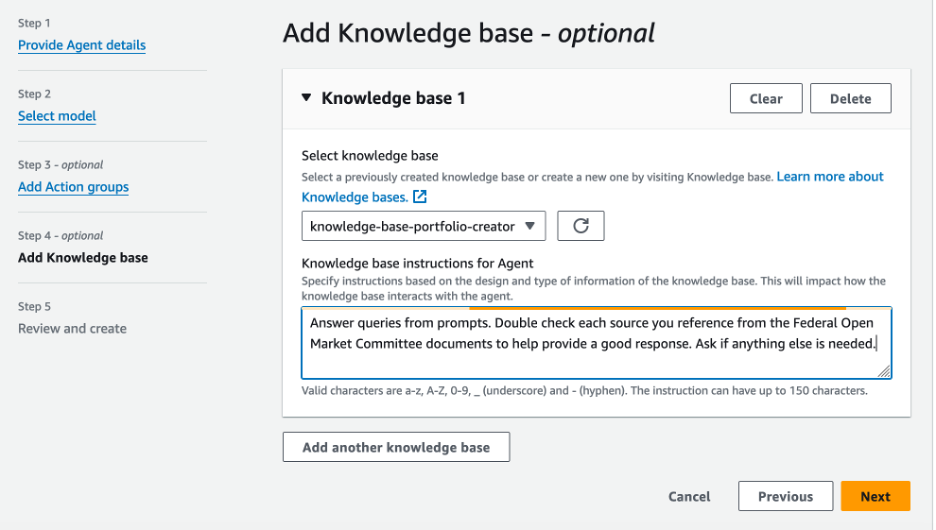 Step 1
Provide Agent details
Step 2
Select model
Step 3 - optional
Add Action groups
Step 4 - optional
Add Knowledge base
Step 5
Review and create
Add Knowledge base - optional
Knowledge base 1
Clear
Delete
Select knowledge base
Select a previously created knowledge base or create a new one by visiting Knowledge base. Learn more about
Knowledge bases.
knowledge-base-portfolio-creator
Knowledge base instructions for Agent
Specify instructions based on the design and type of information of the knowledge base. This will impact how the
knowledge base interacts with the agent.
Answer queries from prompts. Double check each source you reference from the Federal Open
Market Committee documents to help provide a good response. Ask if anything else is needed.
Valid characters are a-z, A-Z, 0-9, _ (underscore) and - (hyphen). The instruction can have up to 150 characters.
Add another knowledge base
Cancel
Previous
Next